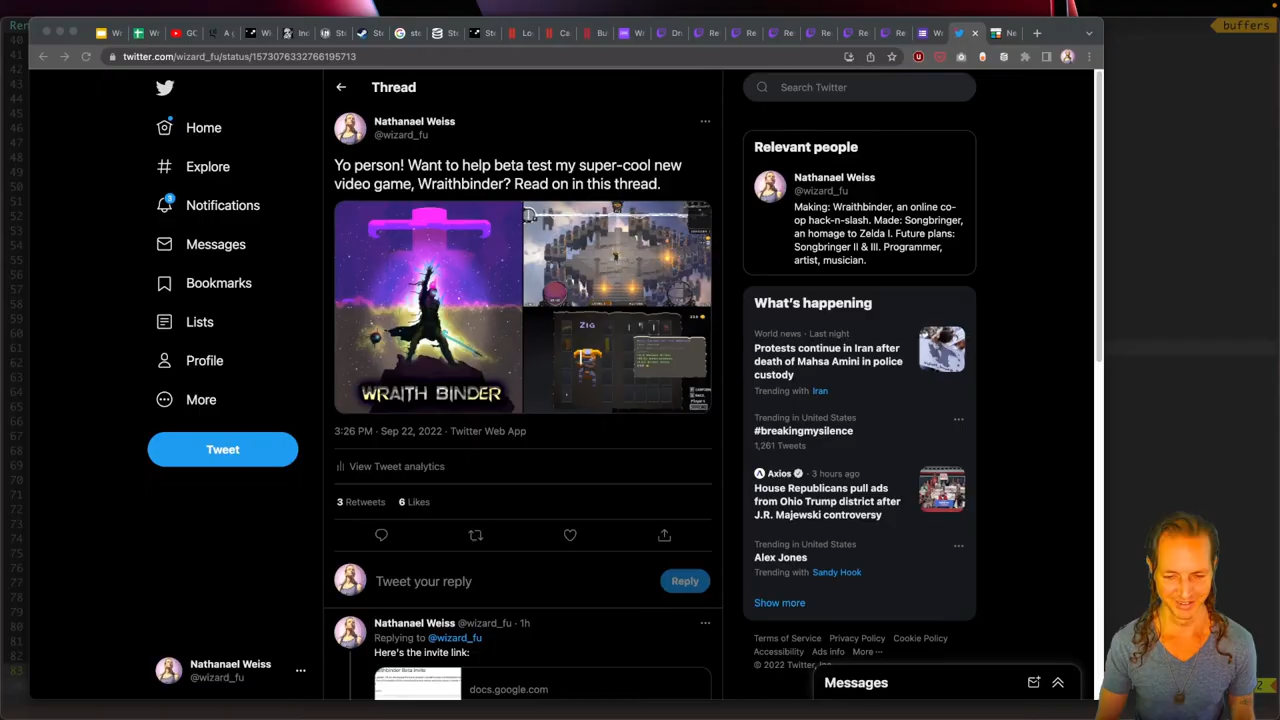 buffers
twitter.com/wizard_fu/status/1573076332766195713
Home
Explore
3
Notifications
Messages
Bookmarks
Lists
Profile
More
Tweet
Nathanael Weiss
@wizard_fu
Thread
Nathanael Weiss
@wizard_fu
Yo person! Want to help beta test my super-cool new
video game, Wraithbinder? Read on in this thread.
WRAITH BINDER
ZIG
3:26 PM · Sep 22, 2022 · Twitter Web App
View Tweet analytics
3 Retweets 6 Likes
Tweet your reply
Reply
Nathanael Weiss @wizard_fu · 1h
Replying to @wizard_fu
Here's the invite link:
docs.google.com
Search Twitter
Relevant people
Nathanael Weiss
@wizard_fu
Making: Wraithbinder, an online co-
op hack-n-slash. Made: Songbringer,
an homage to Zelda I. Future plans:
Songbringer II & III. Programmer,
artist, musician.
What's happening
World news · Last night
Protests continue in Iran after
death of Mahsa Amini in police
custody
Trending with Iran
Trending in United States
#breakingmysilence
1,261 Tweets
Axios · 3 hours ago
House Republicans pull ads
from Ohio Trump district after
J.R. Majewski controversy
Trending in United States
Alex Jones
Trending with Sandy Hook
Show more
Terms of Service Privacy Policy Cookie Policy
Accessibility Ads info More ···
© 2022 Twitter,
Messages